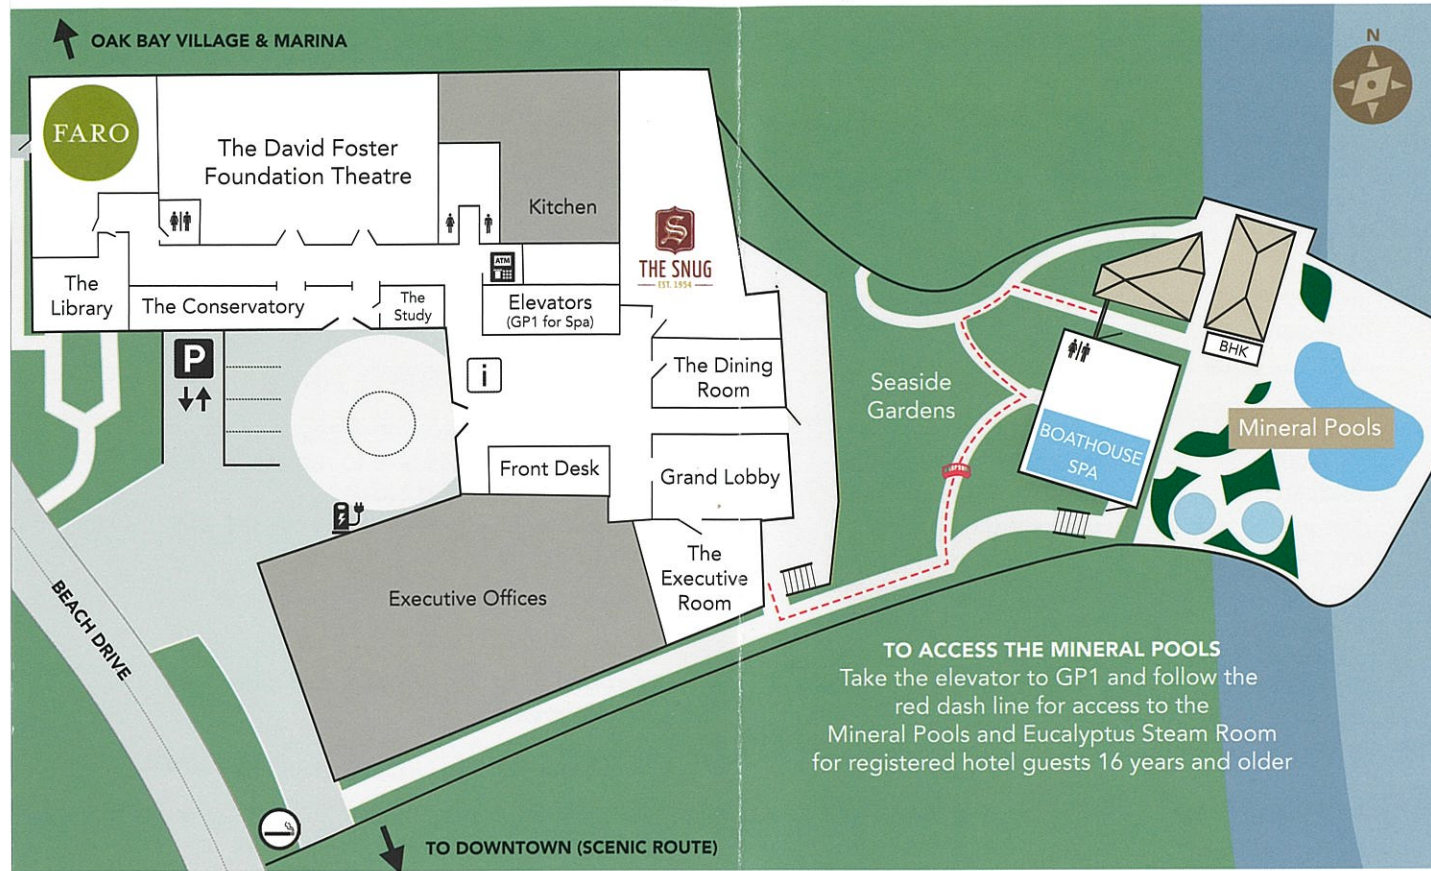 OAK BAY VILLAGE & MARINA
N
FARO
The David Foster
Foundation Theatre
Kitchen
ATM
S
THE SNUG
EST. 1954
The
Library
The Conservatory
The
Study
Elevators
(GP1 for Spa)
P
i
The Dining
Room
Front Desk
Grand Lobby
The
Executive
Room
Executive Offices
BEACH DRIVE
Seaside
Gardens
BHK
Mineral Pools
BOATHOUSE
SPA
TO ACCESS THE MINERAL POOLS
Take the elevator to GP1 and follow the
red dash line for access to the
Mineral Pools and Eucalyptus Steam Room
for registered hotel guests 16 years and older
TO DOWNTOWN (SCENIC ROUTE)